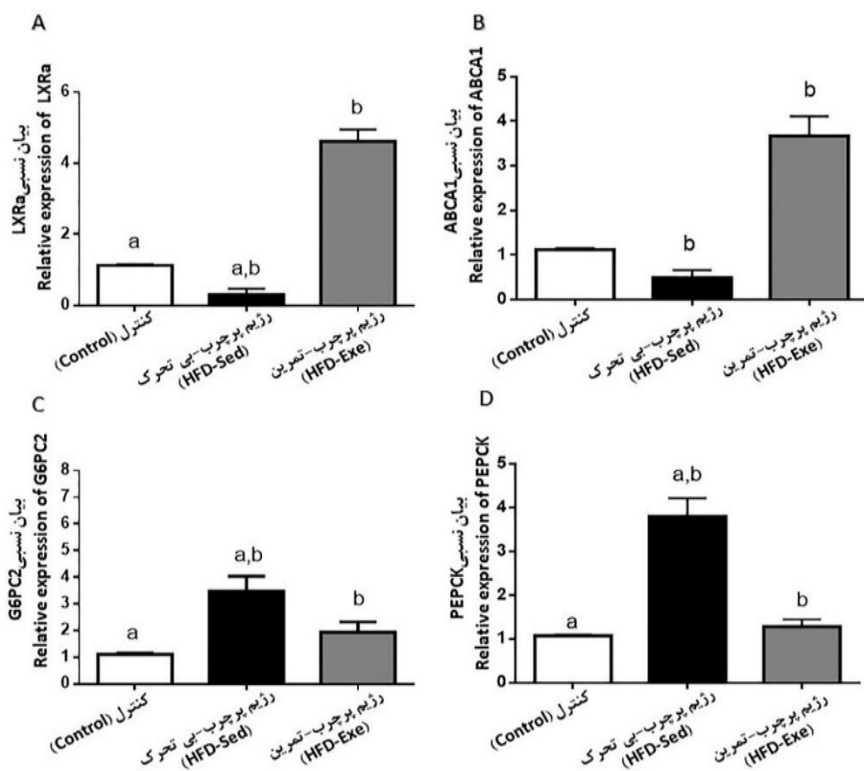 A
بیان نسبی LXRa
Relative expression of LXRa
6
4
2
0
a
a,b
b
کنترل (Control)
رژیم پرچرب-بی تحرک
(HFD-Sed)
رژیم پرچرب-تمرین
(HFD-Exe)
B
بیان نسبی ABCA1
Relative expression of ABCA1
5
4
3
2
1
0
b
b
کنترل (Control)
رژیم پرچرب-بی تحرک
(HFD-Sed)
رژیم پرچرب-تمرین
(HFD-Exe)
C
بیان نسبی G6PC2
Relative expression of G6PC2
8
7
6
5
4
3
2
1
0
a
a,b
b
کنترل (Control)
رژیم پرچرب-بی تحرک
(HFD-Sed)
رژیم پرچرب-تمرین
(HFD-Exe)
D
بیان نسبی PEPCK
Relative expression of PEPCK
5
4
3
2
1
0
a
a,b
b
کنترل (Control)
رژیم پرچرب-بی تحرک
(HFD-Sed)
رژیم پرچرب-تمرین
(HFD-Exe)